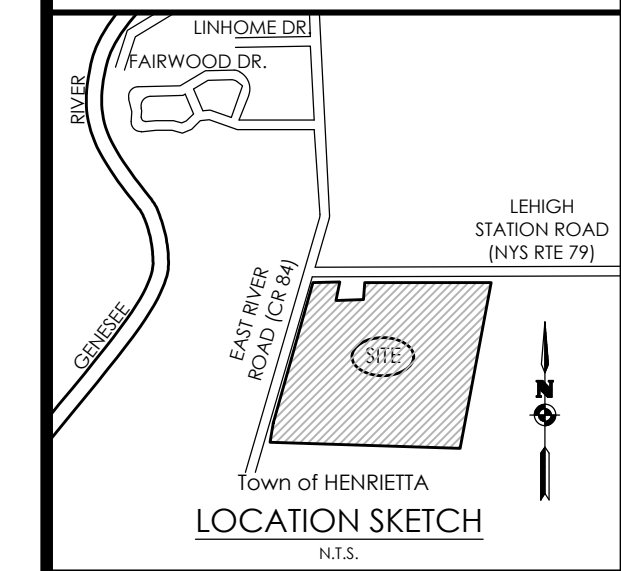 LINHOME DR.
FAIRWOOD DR.
RIVER
LEHIGH
STATION ROAD
(NYS RTE 79)
EAST RIVER
ROAD (CR 84)
GENESEE
SITE
N
Town of HENRIETTA
LOCATION SKETCH
N.T.S.